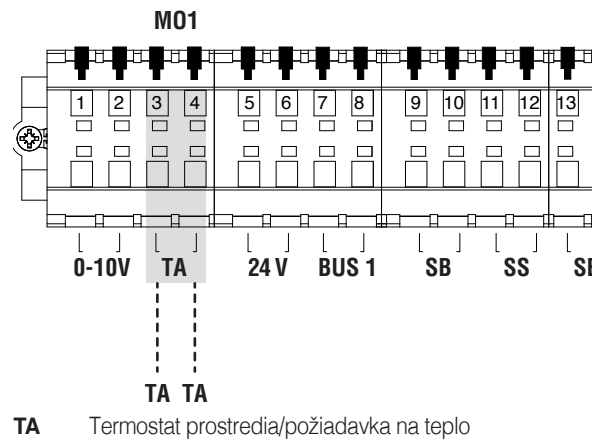 M01
1 2 3 4 5 6 7 8 9 10 11 12 13
0-10V TA 24 V BUS 1 SB SS
TA TA
TA Termostat prostredia/požiadavka na teplo